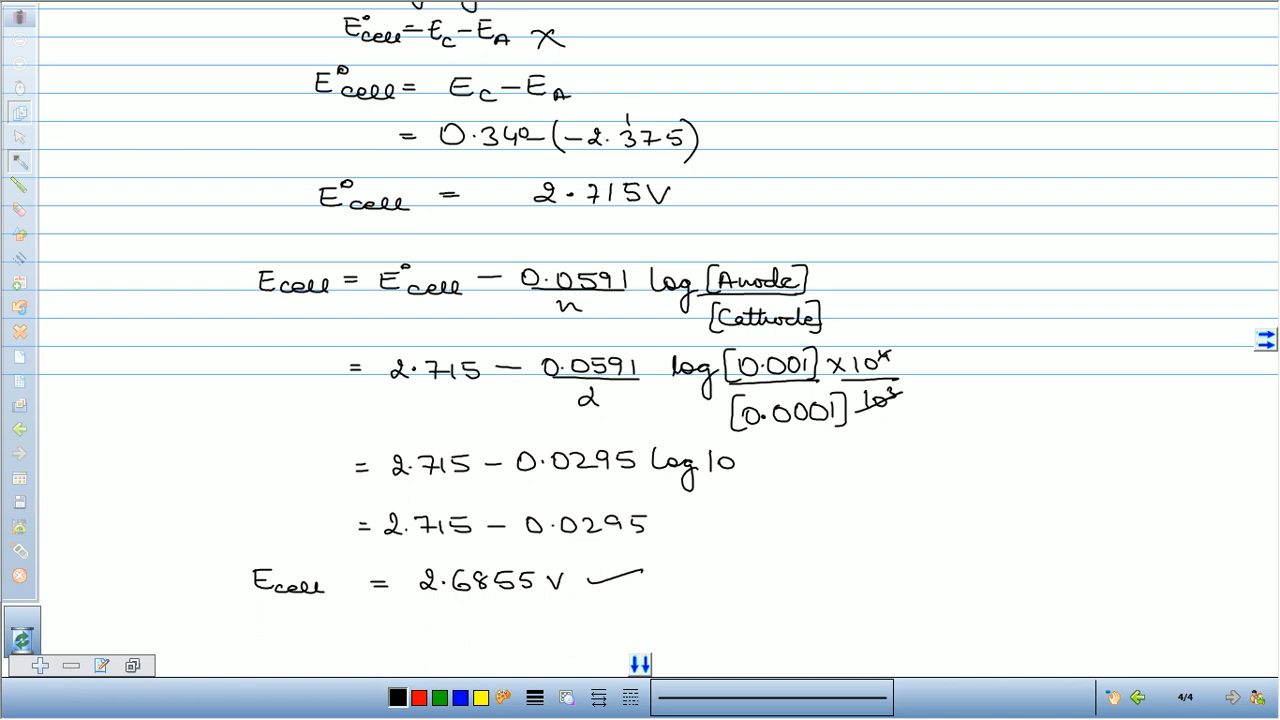 E°cell = EC − EA ×
E°cell = EC − EA
= 0.340 − (−2.375)
E°cell = 2.715V
Ecell = E°cell − 0.0591/n log [Anode]/[Cathode]
= 2.715 − 0.0591/2 log [0.001] × 10⁴/[0.0001] 10³
= 2.715 − 0.0295 log 10
= 2.715 − 0.0295
Ecell = 2.6855 V
4/4